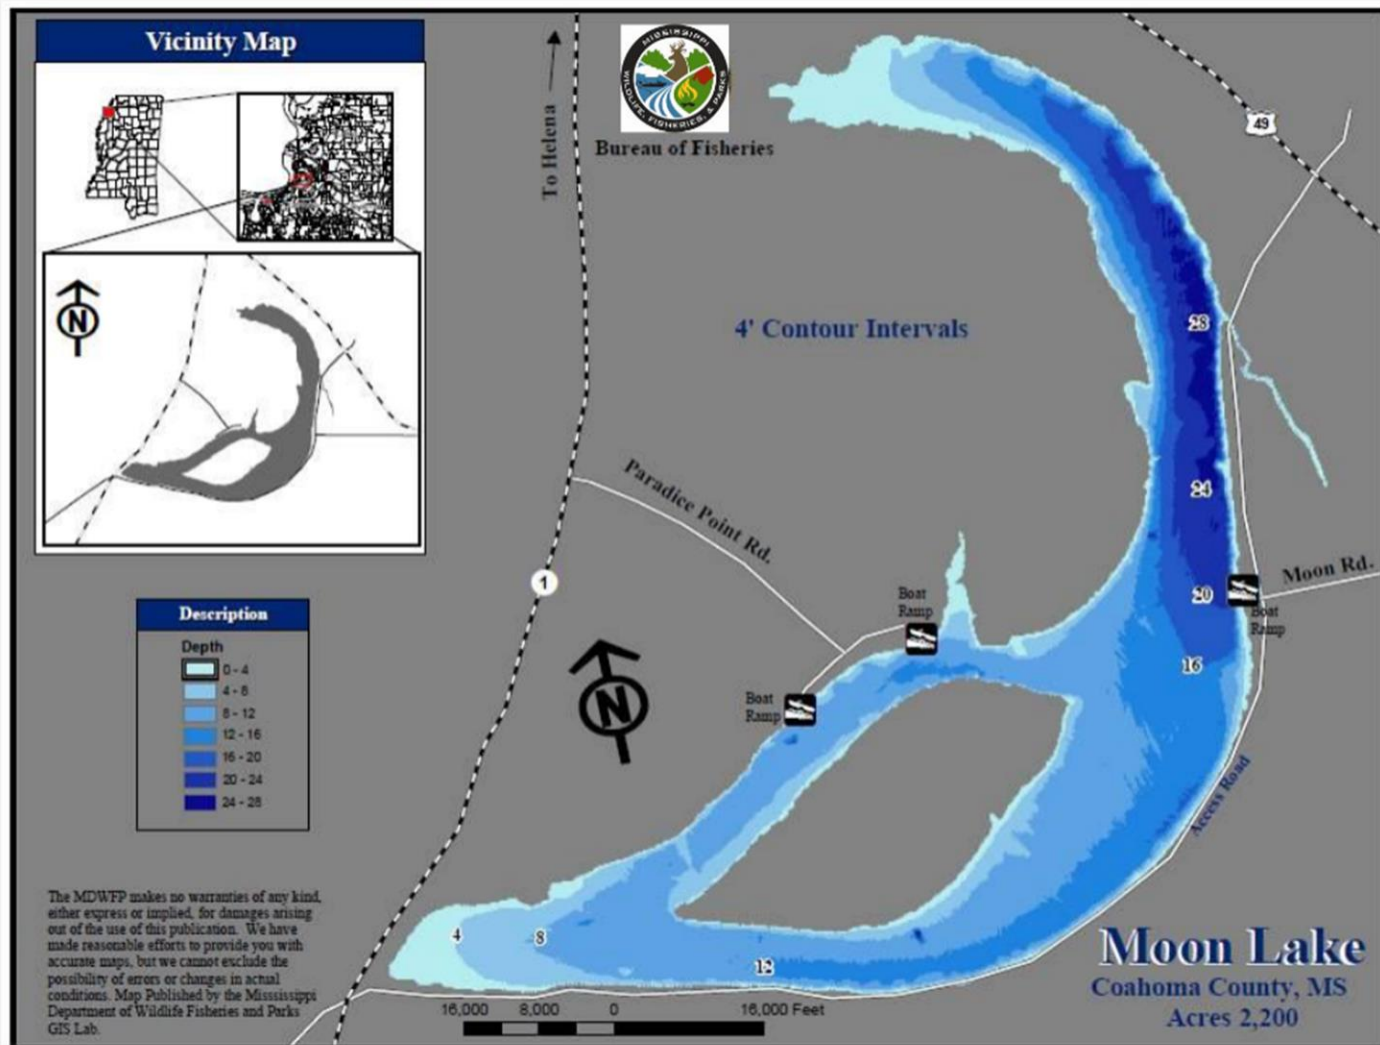 Vicinity Map
N
MISSISSIPPI
WILDLIFE, FISHERIES, & PARKS
Bureau of Fisheries
To Helena
49
4' Contour Intervals
28
24
20
16
Paradice Point Rd.
Moon Rd.
1
Boat
Ramp
Boat
Ramp
Boat
Ramp
N
Access Road
Description
Depth
0 - 4
4 - 8
8 - 12
12 - 16
16 - 20
20 - 24
24 - 28
4
8
12
The MDWFP makes no warranties of any kind,
either express or implied, for damages arising
out of the use of this publication. We have
made reasonable efforts to provide you with
accurate maps, but we cannot exclude the
possibility of errors or changes in actual
conditions. Map Published by the Misssissippi
Department of Wildlife Fisheries and Parks
GIS Lab.
16,000 8,000 0 16,000 Feet
Moon Lake
Coahoma County, MS
Acres 2,200